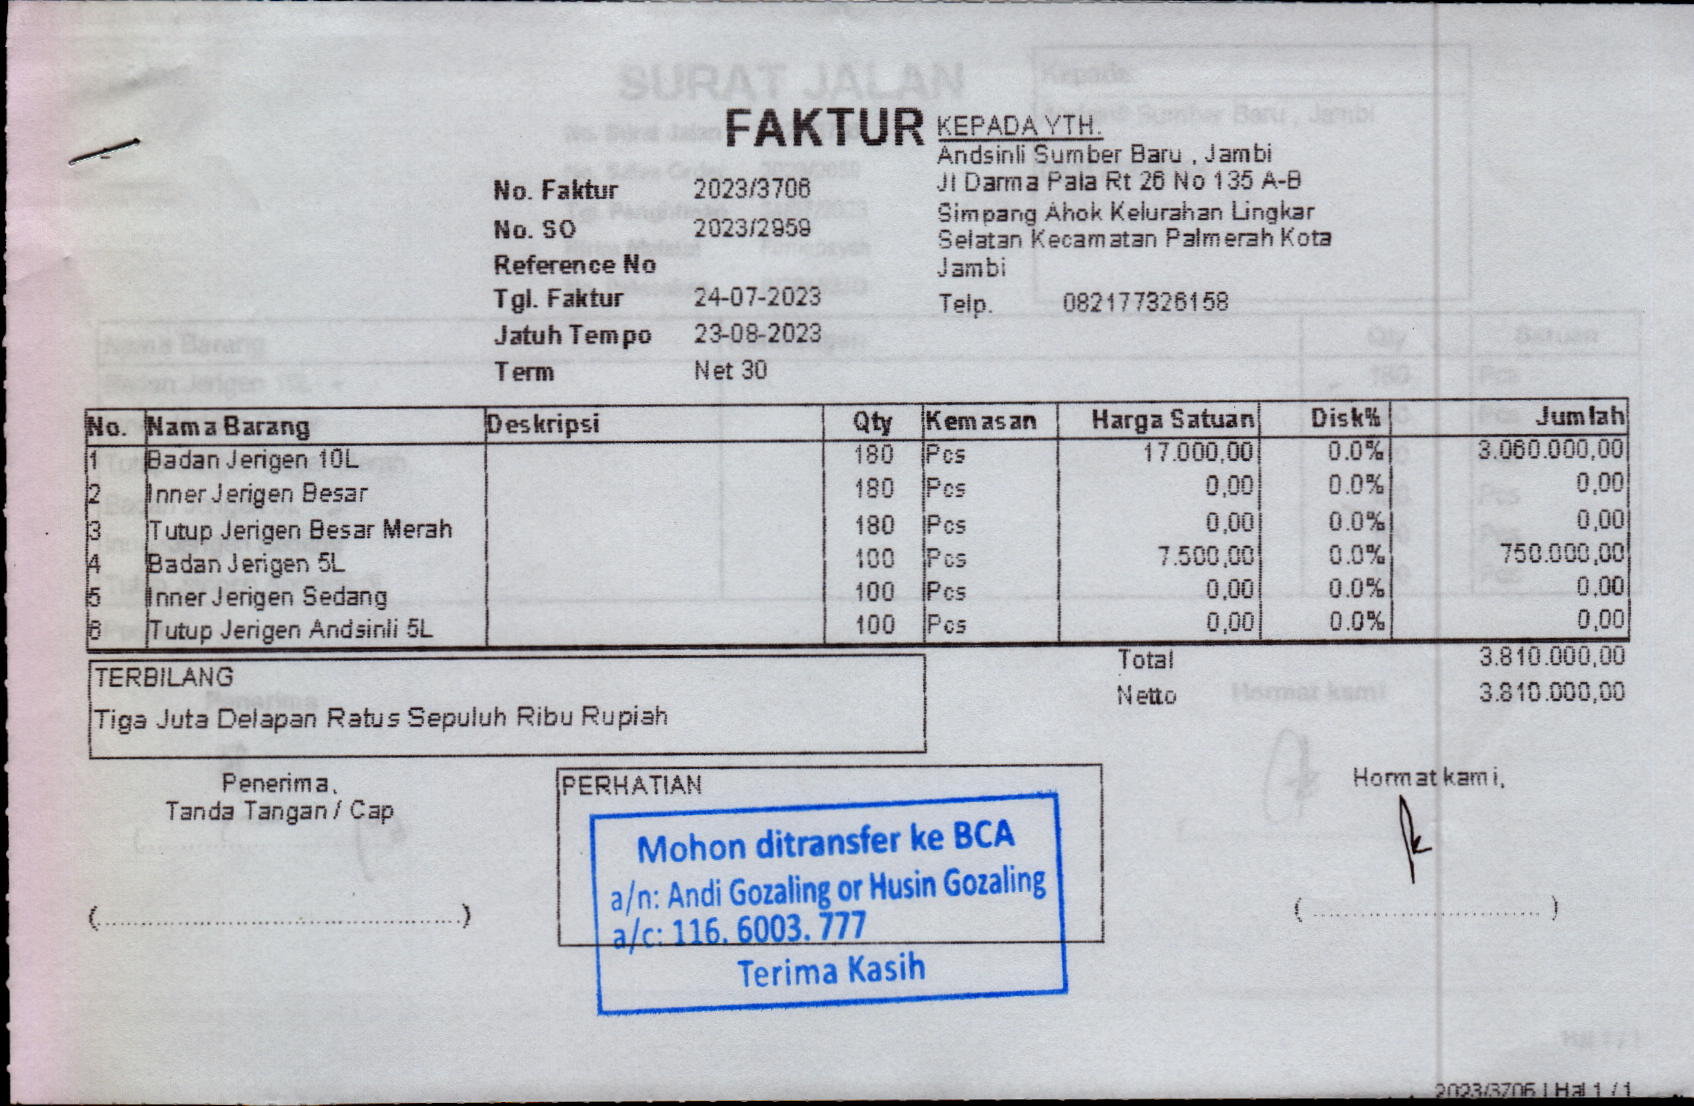 FAKTUR
KEPADA YTH.
Andsinli Sumber Baru , Jambi
Jl Darma Pala Rt 26 No 135 A-B
Simpang Ahok Kelurahan Lingkar
Selatan Kecamatan Palmerah Kota
Jambi
Telp. 082177326158
No. Faktur 2023/3706
No. SO 2023/2959
Reference No
Tgl. Faktur 24-07-2023
Jatuh Tempo 23-08-2023
Term Net 30
No. Nama Barang Deskripsi Qty Kemasan Harga Satuan Disk% Jumlah
1 Badan Jerigen 10L 180 Pcs 17.000,00 0.0% 3.060.000,00
2 Inner Jerigen Besar 180 Pcs 0,00 0.0% 0,00
3 Tutup Jerigen Besar Merah 180 Pcs 0,00 0.0% 0,00
4 Badan Jerigen 5L 100 Pcs 7.500,00 0.0% 750.000,00
5 Inner Jerigen Sedang 100 Pcs 0,00 0.0% 0,00
6 Tutup Jerigen Andsinli 5L 100 Pcs 0,00 0.0% 0,00
Total 3.810.000,00
Netto 3.810.000,00
TERBILANG
Tiga Juta Delapan Ratus Sepuluh Ribu Rupiah
Penerima,
Tanda Tangan / Cap
(......................................................)
PERHATIAN
Mohon ditransfer ke BCA
a/n: Andi Gozaling or Husin Gozaling
a/c: 116. 6003. 777
Terima Kasih
Hormat kami,
(.................................)
2023/3706 | Hal 1 / 1